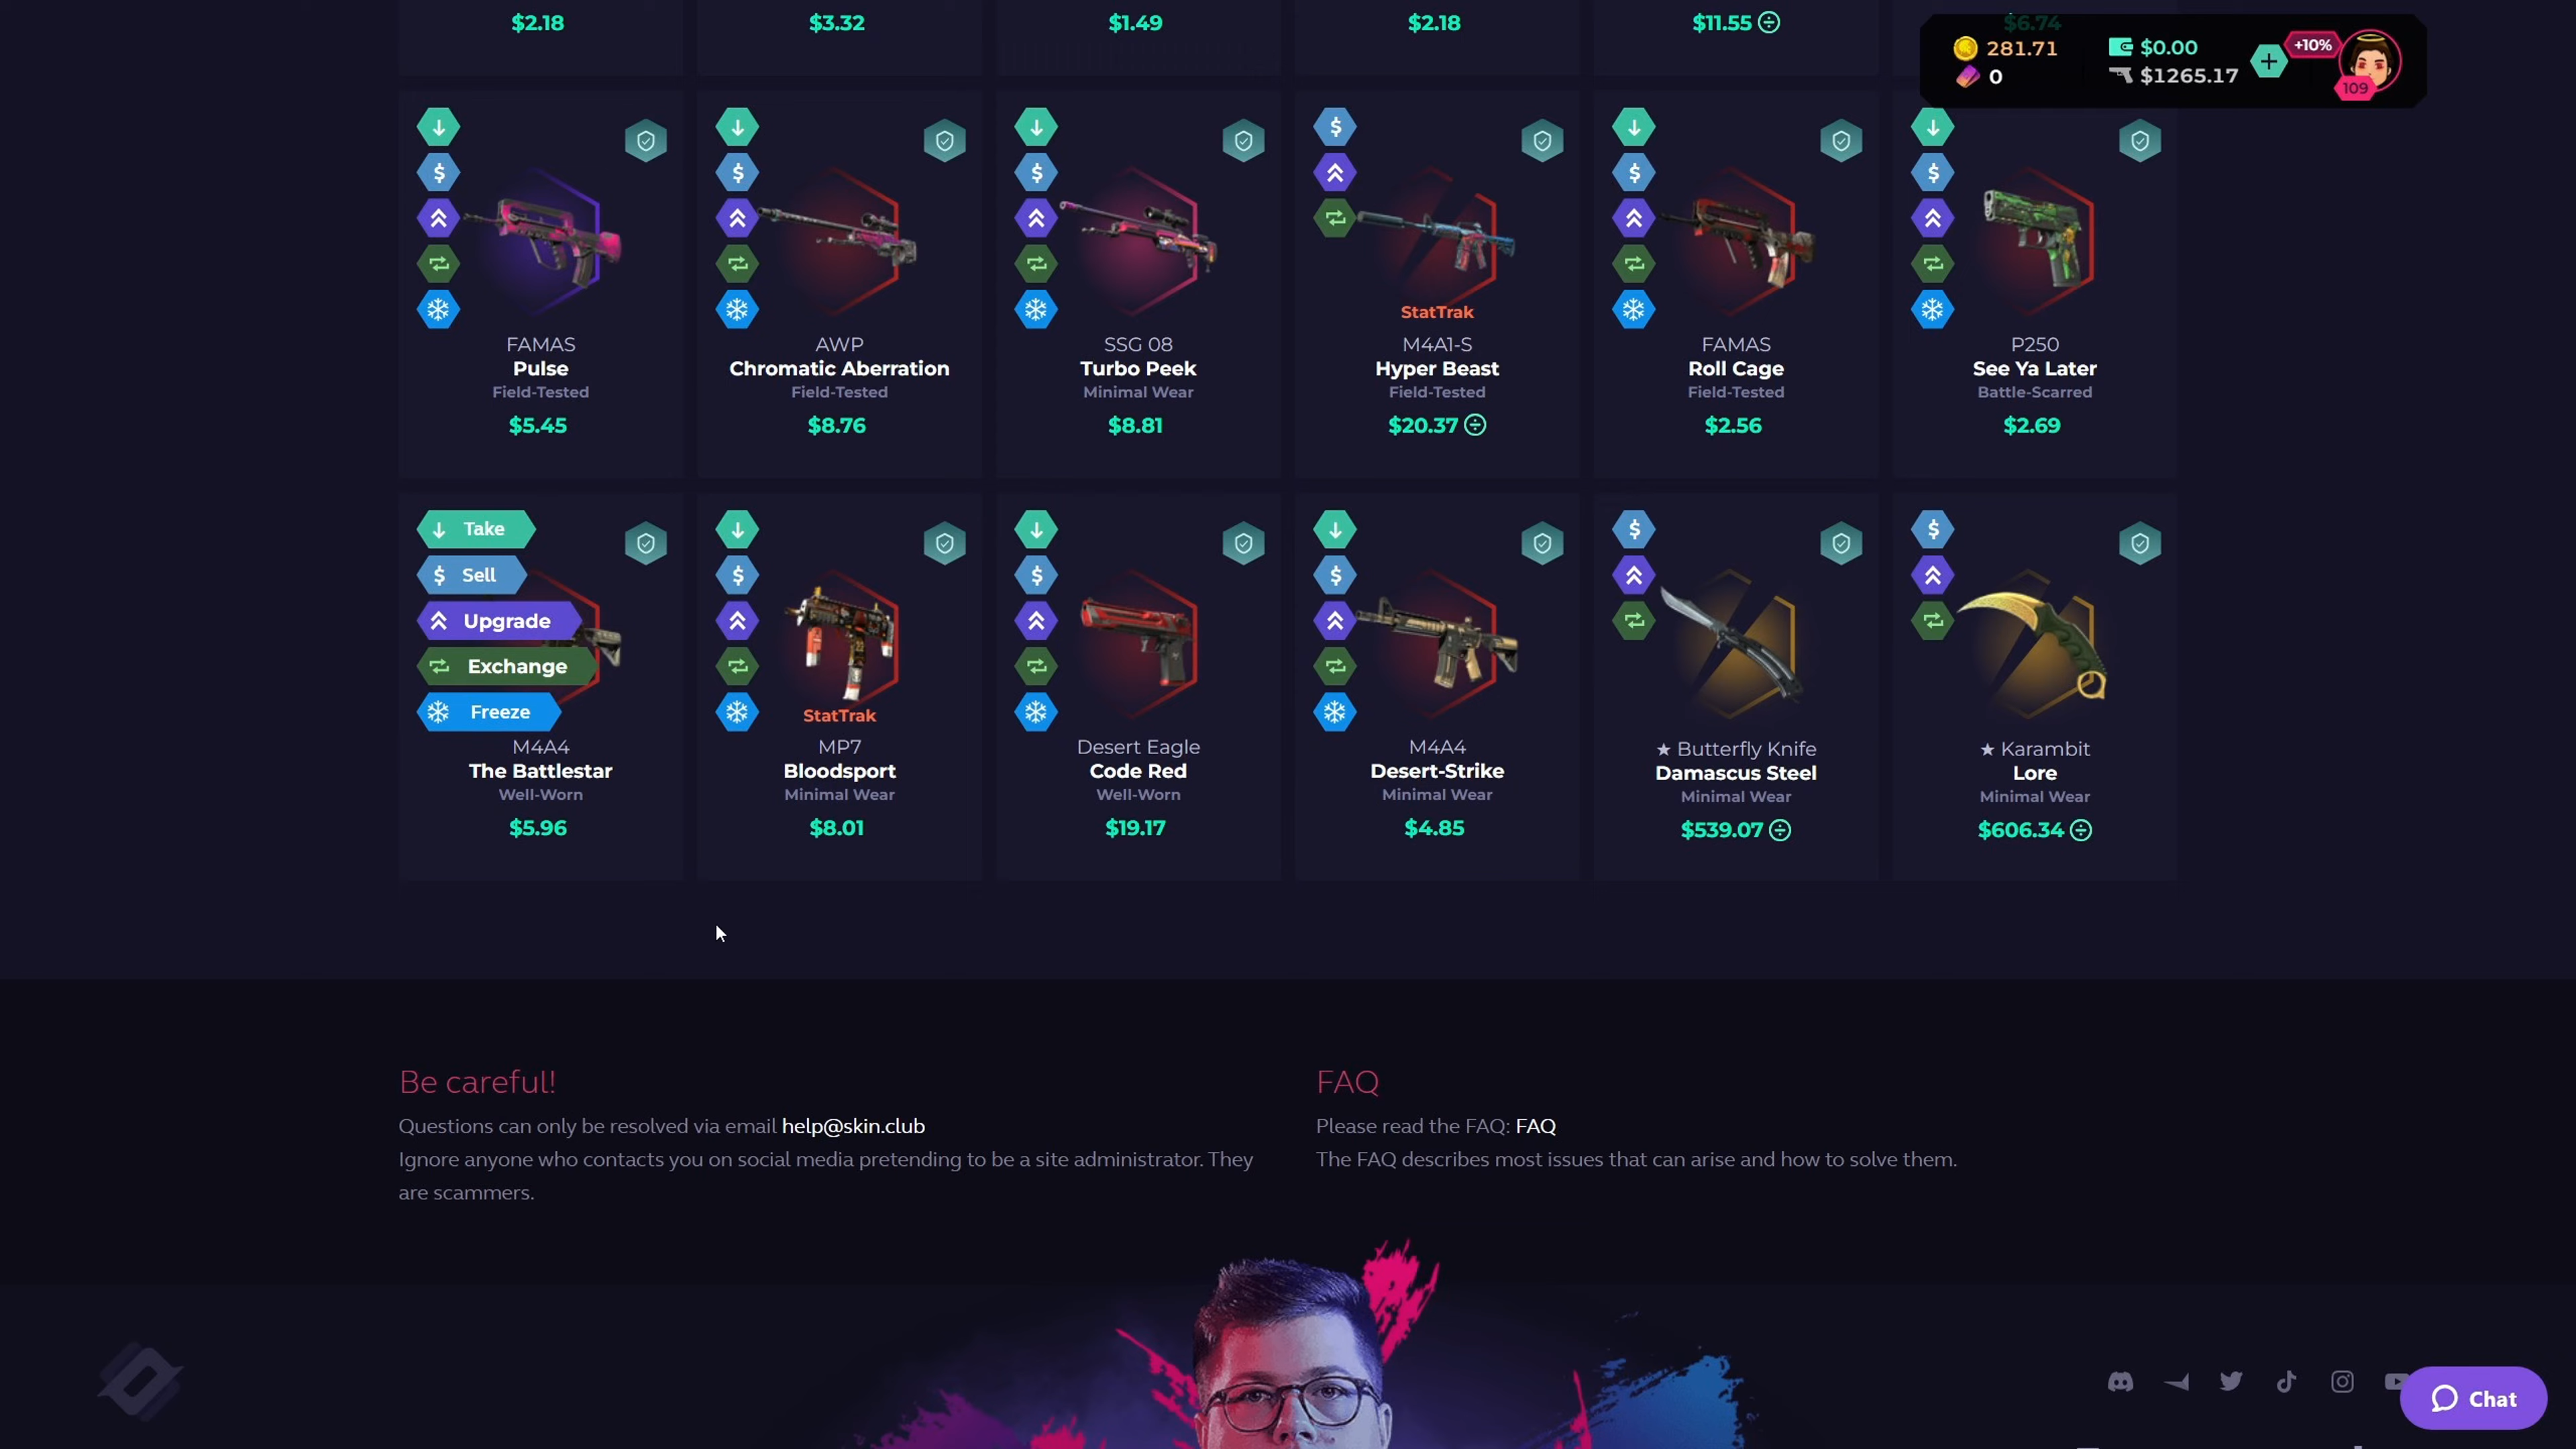 $2.18
$3.32
$1.49
$2.18
$11.55
$6.74
281.71
0
$0.00
$1265.17
+10%
109
FAMAS
Pulse
Field-Tested
$5.45
AWP
Chromatic Aberration
Field-Tested
$8.76
SSG 08
Turbo Peek
Minimal Wear
$8.81
StatTrak
M4A1-S
Hyper Beast
Field-Tested
$20.37
FAMAS
Roll Cage
Field-Tested
$2.56
P250
See Ya Later
Battle-Scarred
$2.69
Take
Sell
Upgrade
Exchange
Freeze
M4A4
The Battlestar
Well-Worn
$5.96
StatTrak
MP7
Bloodsport
Minimal Wear
$8.01
Desert Eagle
Code Red
Well-Worn
$19.17
M4A4
Desert-Strike
Minimal Wear
$4.85
★ Butterfly Knife
Damascus Steel
Minimal Wear
$539.07
★ Karambit
Lore
Minimal Wear
$606.34
Be careful!
Questions can only be resolved via email help@skin.club
Ignore anyone who contacts you on social media pretending to be a site administrator. They
are scammers.
FAQ
Please read the FAQ: FAQ
The FAQ describes most issues that can arise and how to solve them.
Chat